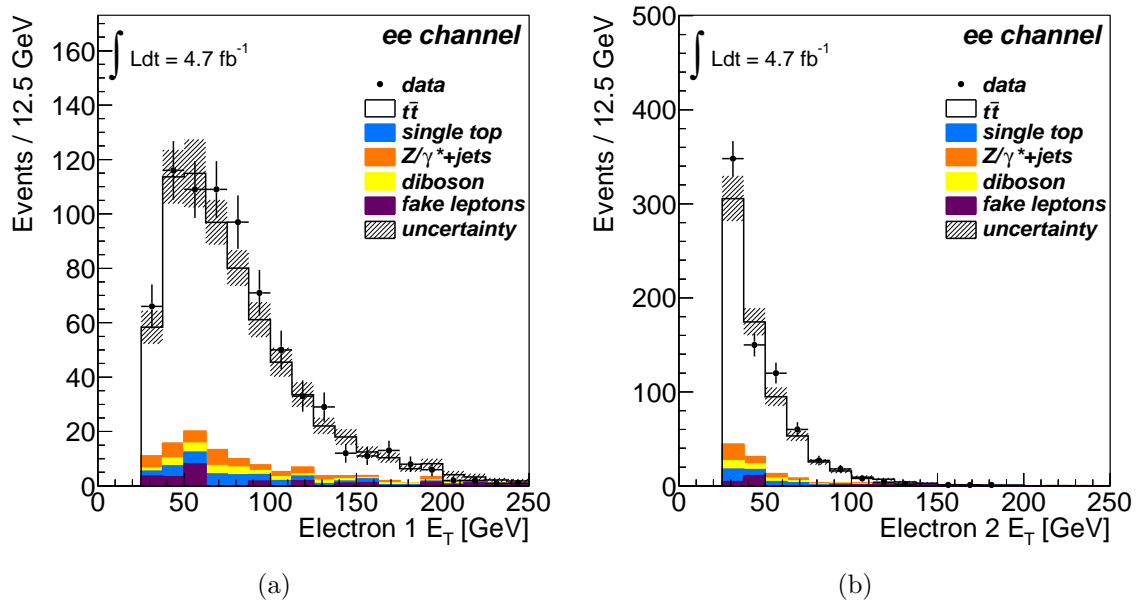 ee channel
∫ Ldt = 4.7 fb⁻¹
data
tt̄
single top
Z/γ*+jets
diboson
fake leptons
uncertainty
Events / 12.5 GeV
160
140
120
100
80
60
40
20
0
0 50 100 150 200 250
Electron 1 E_T [GeV]
(a)
ee channel
∫ Ldt = 4.7 fb⁻¹
data
tt̄
single top
Z/γ*+jets
diboson
fake leptons
uncertainty
Events / 12.5 GeV
500
400
300
200
100
0
0 50 100 150 200 250
Electron 2 E_T [GeV]
(b)